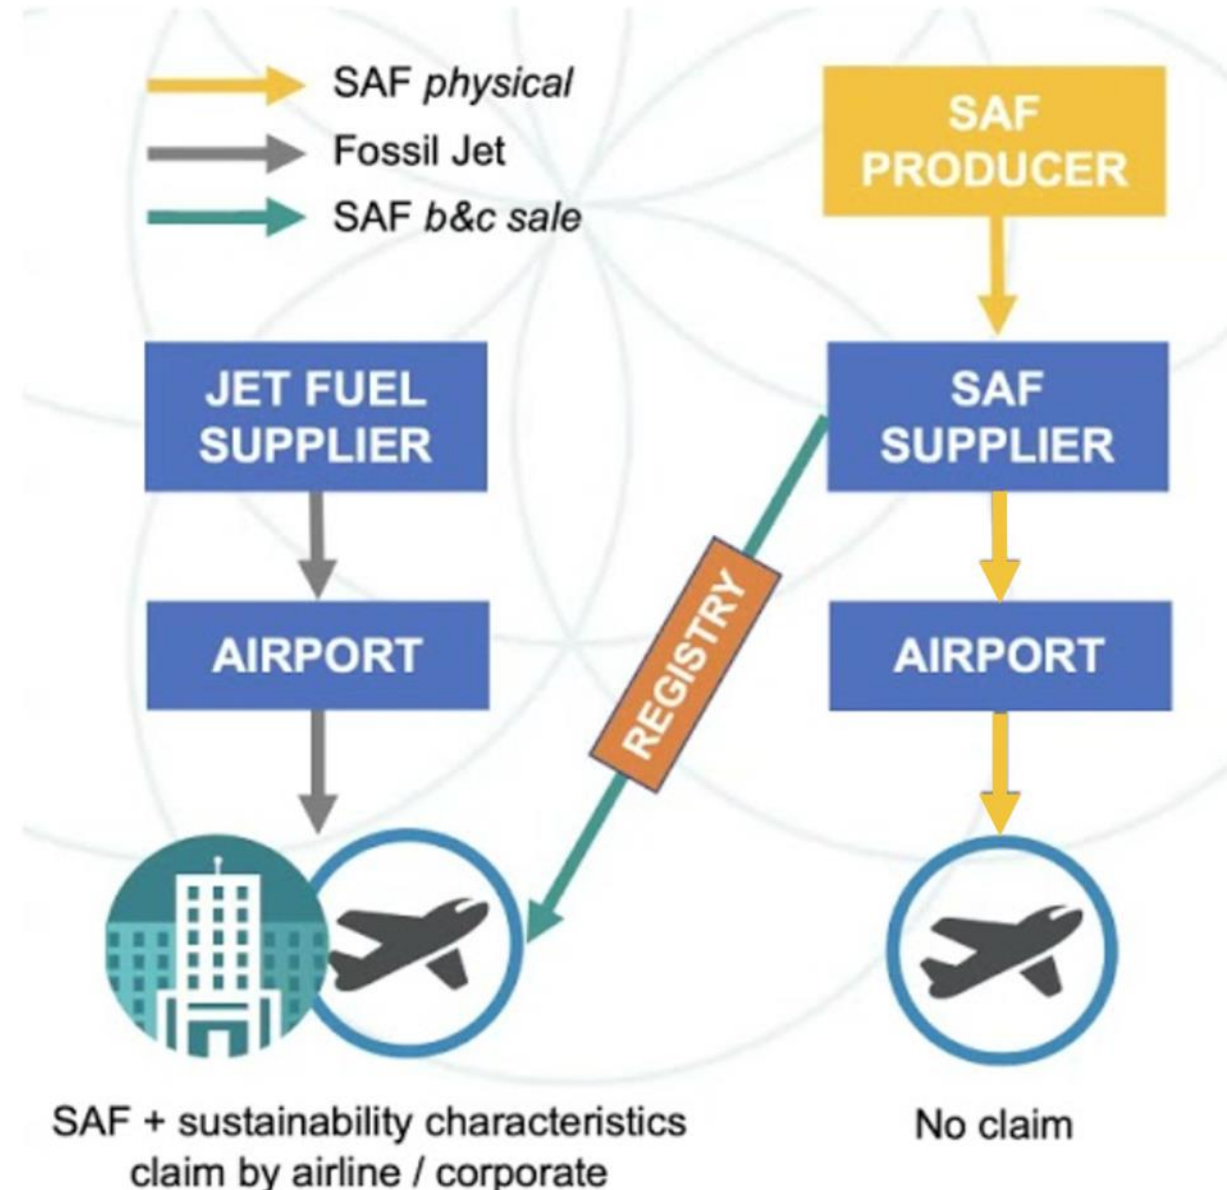 SAF physical
Fossil Jet
SAF b&c sale
SAF
PRODUCER
JET FUEL
SUPPLIER
SAF
SUPPLIER
REGISTRY
AIRPORT
AIRPORT
SAF + sustainability characteristics
claim by airline / corporate
No claim